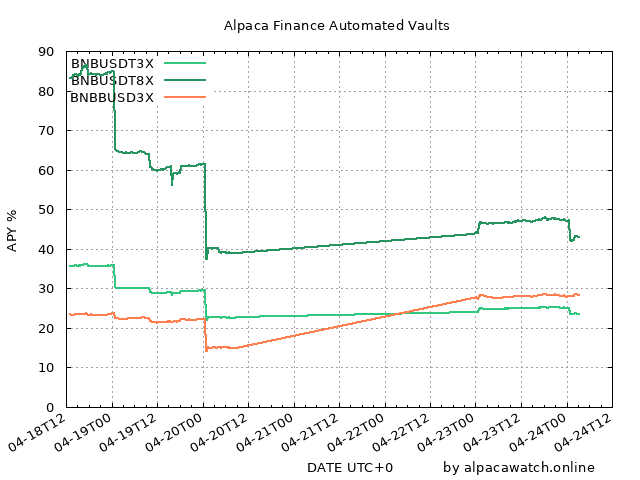 Alpaca Finance Automated Vaults
BNBUSDT3X
BNBUSDT8X
BNBBUSD3X
APY %
90
80
70
60
50
40
30
20
10
0
04-18T12
04-19T00
04-19T12
04-20T00
04-20T12
04-21T00
04-21T12
04-22T00
04-22T12
04-23T00
04-23T12
04-24T00
04-24T12
DATE UTC+0 by alpacawatch.online